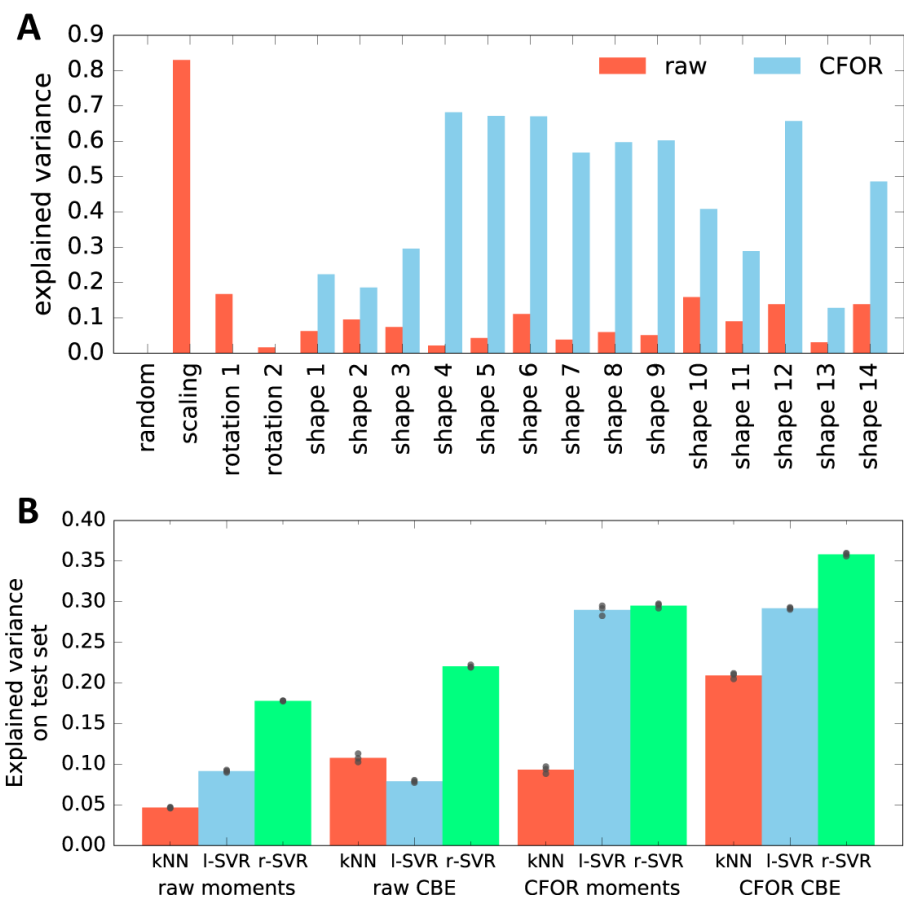 A
explained variance
0.9
0.8
0.7
0.6
0.5
0.4
0.3
0.2
0.1
0.0
raw
CFOR
random
scaling
rotation 1
rotation 2
shape 1
shape 2
shape 3
shape 4
shape 5
shape 6
shape 7
shape 8
shape 9
shape 10
shape 11
shape 12
shape 13
shape 14
B
Explained variance
on test set
0.40
0.35
0.30
0.25
0.20
0.15
0.10
0.05
0.00
kNN l-SVR r-SVR kNN l-SVR r-SVR kNN l-SVR r-SVR kNN l-SVR r-SVR
raw moments raw CBE CFOR moments CFOR CBE